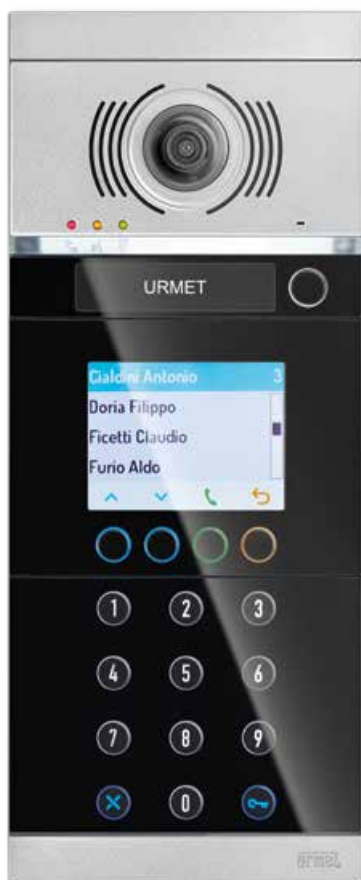 URMET
Cialdini Antonio 3
Doria Filippo
Ficetti Claudio
Furio Aldo
1 2 3
4 5 6
7 8 9
0
urmet